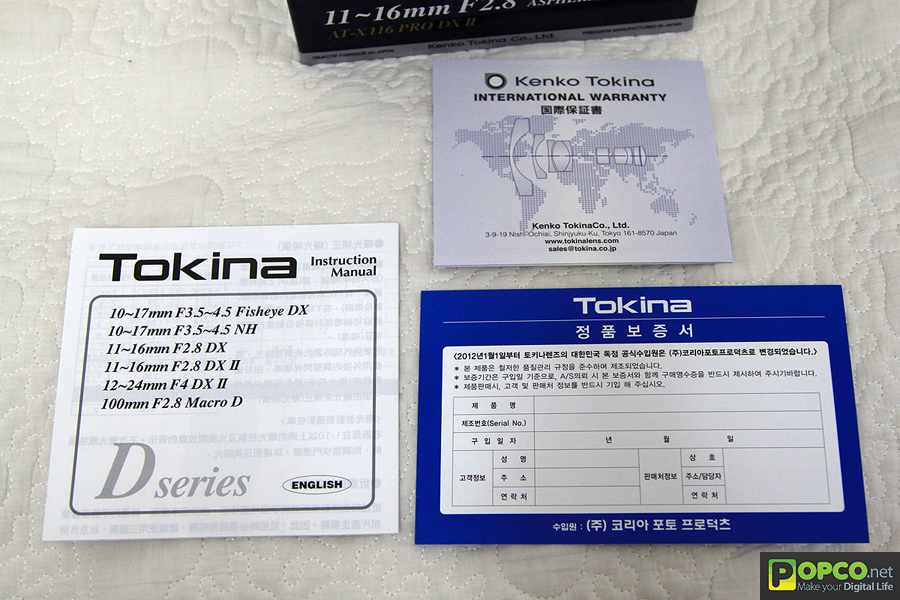 11~16mm F2.8
AT-X116 PRO DX II
Kenko Tokina Co., Ltd.
Kenko Tokina
INTERNATIONAL WARRANTY
国際保証書
Kenko TokinaCo., Ltd.
3-9-19 Nishi-Ochiai, Shinjyuku-Ku, Tokyo 161-8570 Japan
www.tokinalens.com
sales@tokina.co.jp
Tokina Instruction
Manual
10~17mm F3.5~4.5 Fisheye DX
10~17mm F3.5~4.5 NH
11~16mm F2.8 DX
11~16mm F2.8 DX II
12~24mm F4 DX II
100mm F2.8 Macro D
D series
ENGLISH
Tokina
정품보증서
<2012년1월1일부터 토키나렌즈의 대한민국 독점 공식수입원은 (주)코리아포토프로덕츠로 변경되었습니다.>
* 본 제품은 철저한 품질관리 규정을 준수하여 제조되었습니다.
* 보증기간은 구입일 기준으로, A/S의뢰 시 본 보증서와 함께 구매영수증을 반드시 제시하여 주시기바랍니다.
* 제품판매시, 고객 및 판매처 정보를 반드시 기입 해 주십시오.
제 품 명
제조번호(Serial No.)
구 입 일 자 년 월 일
고객정보 성 명 판매처정보 상 호
주 소 주소/담당자
연 락 처 연 락 처
수입원 : (주) 코리아 포토 프로덕츠
POPCO.net
Make your Digital Life